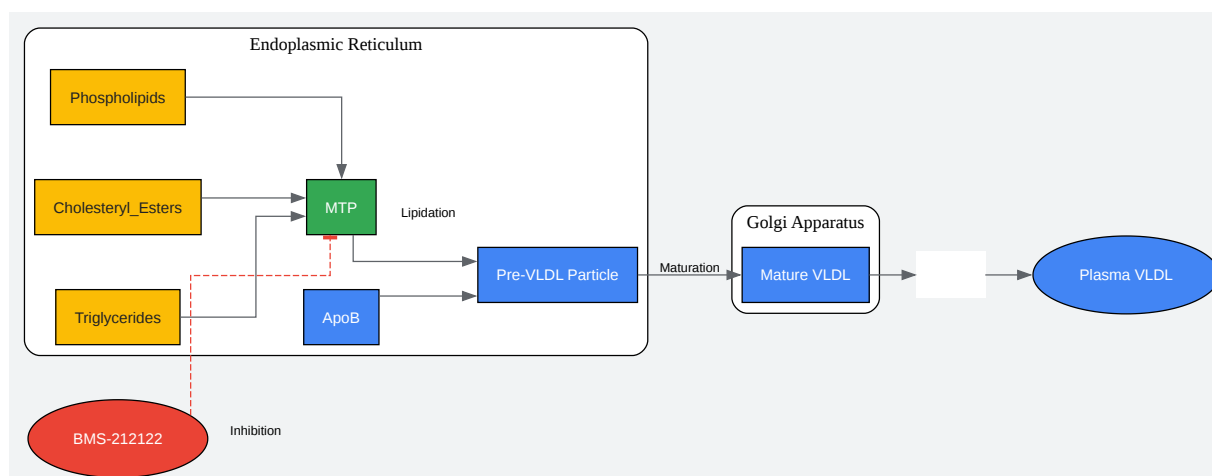 Endoplasmic Reticulum
Phospholipids
Cholesteryl_Esters
MTP
Lipidation
Triglycerides
ApoB
Pre-VLDL Particle
Maturation
Golgi Apparatus
Mature VLDL
Plasma VLDL
BMS-212122
Inhibition